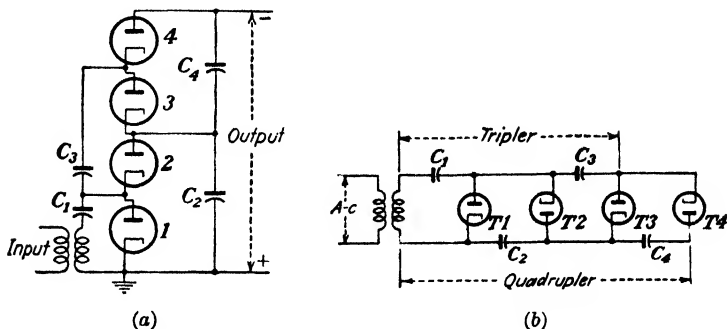 4
−
C4
3
C3
Output
2
C1
C2
1
Input
+
(a)
Tripler
C1
C3
A-c
T1
T2
T3
T4
C2
C4
Quadrupler
(b)